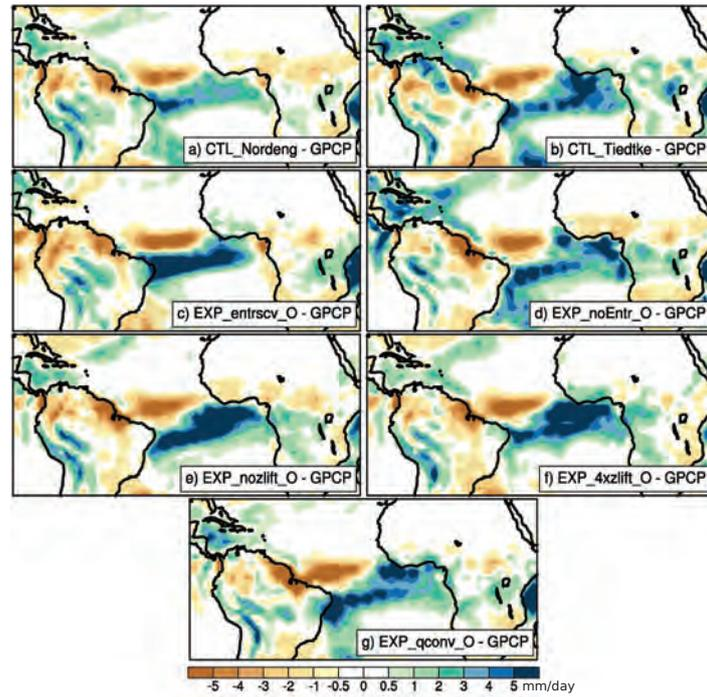 a) CTL_Nordeng - GPCP
b) CTL_Tiedtke - GPCP
c) EXP_entrscv_O - GPCP
d) EXP_noEntr_O - GPCP
e) EXP_nozlift_O - GPCP
f) EXP_4xzlift_O - GPCP
g) EXP_qconv_O - GPCP
-5 -4 -3 -2 -1 -0.5 0 0.5 1 2 3 4 5 mm/day